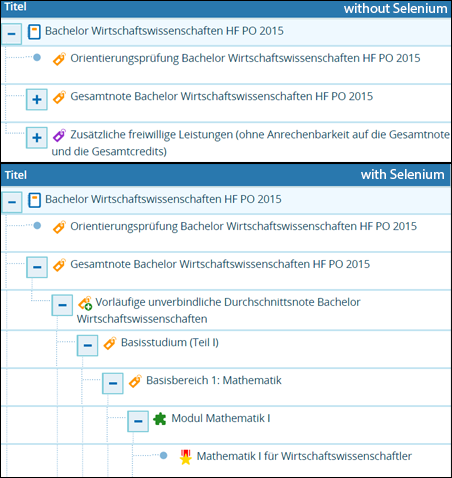 Titel without Selenium
Bachelor Wirtschaftswissenschaften HF PO 2015
Orientierungsprüfung Bachelor Wirtschaftswissenschaften HF PO 2015
Gesamtnote Bachelor Wirtschaftswissenschaften HF PO 2015
Zusätzliche freiwillige Leistungen (ohne Anrechenbarkeit auf die Gesamtnote
und die Gesamtcredits)
Titel with Selenium
Bachelor Wirtschaftswissenschaften HF PO 2015
Orientierungsprüfung Bachelor Wirtschaftswissenschaften HF PO 2015
Gesamtnote Bachelor Wirtschaftswissenschaften HF PO 2015
Vorläufige unverbindliche Durchschnittsnote Bachelor
Wirtschaftswissenschaften
Basisstudium (Teil I)
Basisbereich 1: Mathematik
Modul Mathematik I
Mathematik I für Wirtschaftswissenschaftler